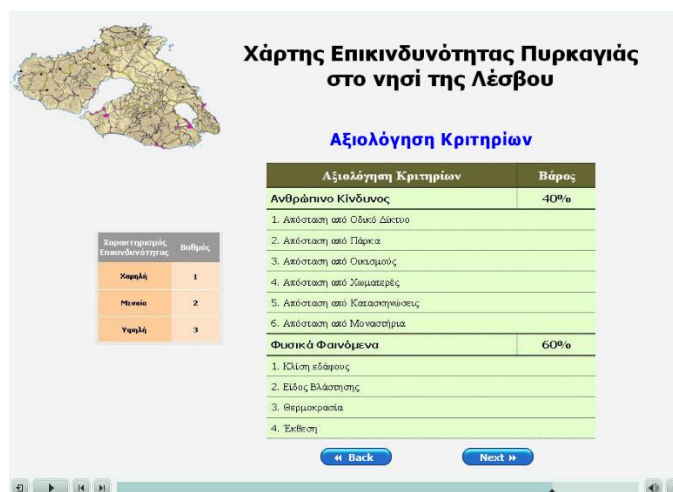 Χάρτης Επικινδυνότητας Πυρκαγιάς
στο νησί της Λέσβου
Αξιολόγηση Κριτηρίων
Αξιολόγηση Κριτηρίων Βάρος
Ανθρώπινο Κίνδυνος 40%
1. Απόσταση από Οδικό Δίκτυο
2. Απόσταση από Πάρκα
3. Απόσταση από Οικισμούς
4. Απόσταση από Χωματερές
5. Απόσταση από Κατασκηνώσεις
6. Απόσταση από Μοναστήρια
Φυσικά Φαινόμενα 60%
1. Κλίση εδάφους
2. Είδος Βλάστησης
3. Θερμοκρασία
4. Έκθεση
Χαρακτηρισμός
Επικινδυνότητας Βαθμός
Χαμηλή 1
Μεσαία 2
Υψηλή 3
Back Next